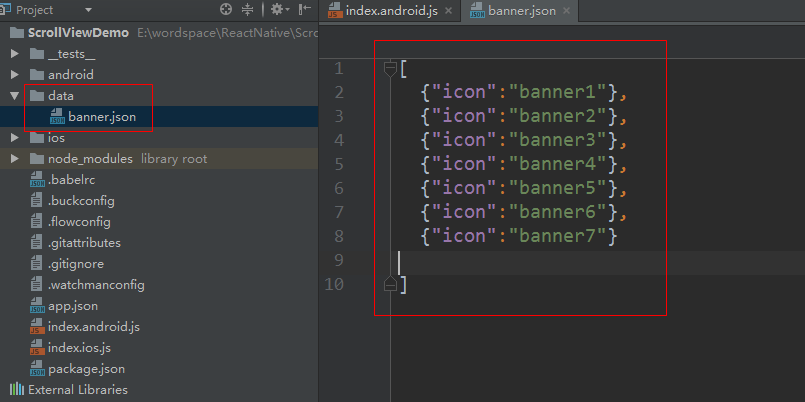 Project
ScrollViewDemo E:\wordspace\ReactNative\Scro
__tests__
android
data
banner.json
ios
node_modules library root
.babelrc
.buckconfig
.flowconfig
.gitattributes
.gitignore
.watchmanconfig
app.json
index.android.js
index.ios.js
package.json
External Libraries
index.android.js banner.json
1 [
2 {"icon":"banner1"},
3 {"icon":"banner2"},
4 {"icon":"banner3"},
5 {"icon":"banner4"},
6 {"icon":"banner5"},
7 {"icon":"banner6"},
8 {"icon":"banner7"}
9
10 ]